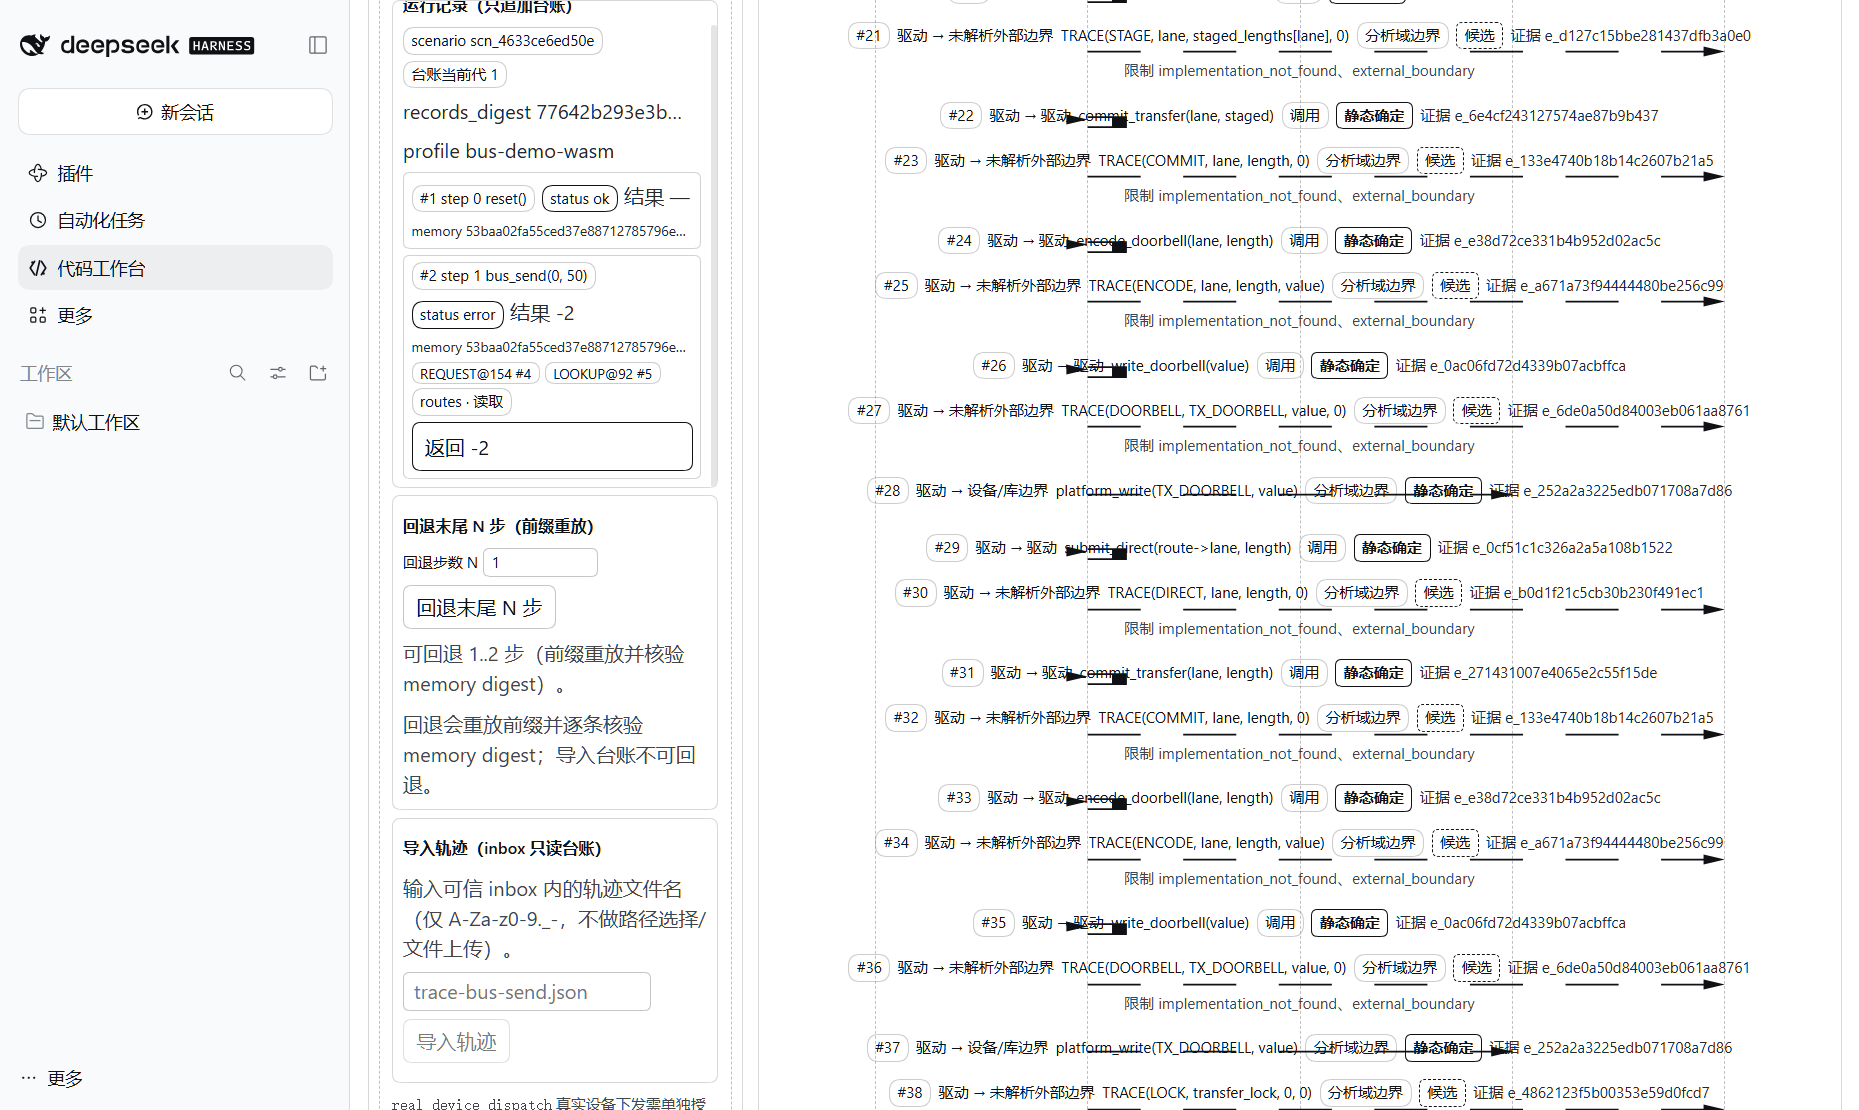 deepseek HARNESS
新会话
插件
自动化任务
代码工作台
更多
工作区
默认工作区
更多
运行记录（只追加台账）
scenario scn_4633ce6ed50e
台账当前代 1
records_digest 77642b293e3b...
profile bus-demo-wasm
#1 step 0 reset() status ok 结果 —
memory 53baa02fa55ced37e88712785796e...
#2 step 1 bus_send(0, 50)
status error 结果 -2
memory 53baa02fa55ced37e88712785796e...
REQUEST@154 #4 LOOKUP@92 #5
routes · 读取
返回 -2
回退末尾 N 步（前缀重放）
回退步数 N 1
回退末尾 N 步
可回退 1..2 步（前缀重放并核验
memory digest）。
回退会重放前缀并逐条核验
memory digest；导入台账不可回
退。
导入轨迹（inbox 只读台账）
输入可信 inbox 内的轨迹文件名
（仅 A-Za-z0-9._-，不做路径选择/
文件上传）。
trace-bus-send.json
导入轨迹
real_device_dispatch 真实设备下发需单独授
#21 驱动 → 未解析外部边界 TRACE(STAGE, lane, staged_lengths[lane], 0) 分析域边界 候选 证据 e_d127c15bbe281437dfb3a0e0
限制 implementation_not_found、external_boundary
#22 驱动 → 驱动 commit_transfer(lane, staged) 调用 静态确定 证据 e_6e4cf243127574ae87b9b437
#23 驱动 → 未解析外部边界 TRACE(COMMIT, lane, length, 0) 分析域边界 候选 证据 e_133e4740b18b14c2607b21a5
限制 implementation_not_found、external_boundary
#24 驱动 → 驱动 encode_doorbell(lane, length) 调用 静态确定 证据 e_e38d72ce331b4b952d02ac5c
#25 驱动 → 未解析外部边界 TRACE(ENCODE, lane, length, value) 分析域边界 候选 证据 e_a671a73f94444480be256c99
限制 implementation_not_found、external_boundary
#26 驱动 → 驱动 write_doorbell(value) 调用 静态确定 证据 e_0ac06fd72d4339b07acbffca
#27 驱动 → 未解析外部边界 TRACE(DOORBELL, TX_DOORBELL, value, 0) 分析域边界 候选 证据 e_6de0a50d84003eb061aa8761
限制 implementation_not_found、external_boundary
#28 驱动 → 设备/库边界 platform_write(TX_DOORBELL, value) 分析域边界 静态确定 证据 e_252a2a3225edb071708a7d86
#29 驱动 → 驱动 submit_direct(route->lane, length) 调用 静态确定 证据 e_0cf51c1c326a2a5a108b1522
#30 驱动 → 未解析外部边界 TRACE(DIRECT, lane, length, 0) 分析域边界 候选 证据 e_b0d1f21c5cb30b230f491ec1
限制 implementation_not_found、external_boundary
#31 驱动 → 驱动 commit_transfer(lane, length) 调用 静态确定 证据 e_271431007e4065e2c55f15de
#32 驱动 → 未解析外部边界 TRACE(COMMIT, lane, length, 0) 分析域边界 候选 证据 e_133e4740b18b14c2607b21a5
限制 implementation_not_found、external_boundary
#33 驱动 → 驱动 encode_doorbell(lane, length) 调用 静态确定 证据 e_e38d72ce331b4b952d02ac5c
#34 驱动 → 未解析外部边界 TRACE(ENCODE, lane, length, value) 分析域边界 候选 证据 e_a671a73f94444480be256c99
限制 implementation_not_found、external_boundary
#35 驱动 → 驱动 write_doorbell(value) 调用 静态确定 证据 e_0ac06fd72d4339b07acbffca
#36 驱动 → 未解析外部边界 TRACE(DOORBELL, TX_DOORBELL, value, 0) 分析域边界 候选 证据 e_6de0a50d84003eb061aa8761
限制 implementation_not_found、external_boundary
#37 驱动 → 设备/库边界 platform_write(TX_DOORBELL, value) 分析域边界 静态确定 证据 e_252a2a3225edb071708a7d86
#38 驱动 → 未解析外部边界 TRACE(LOCK, transfer_lock, 0, 0) 分析域边界 候选 证据 e_4862123f5b00353e59d0fcd7